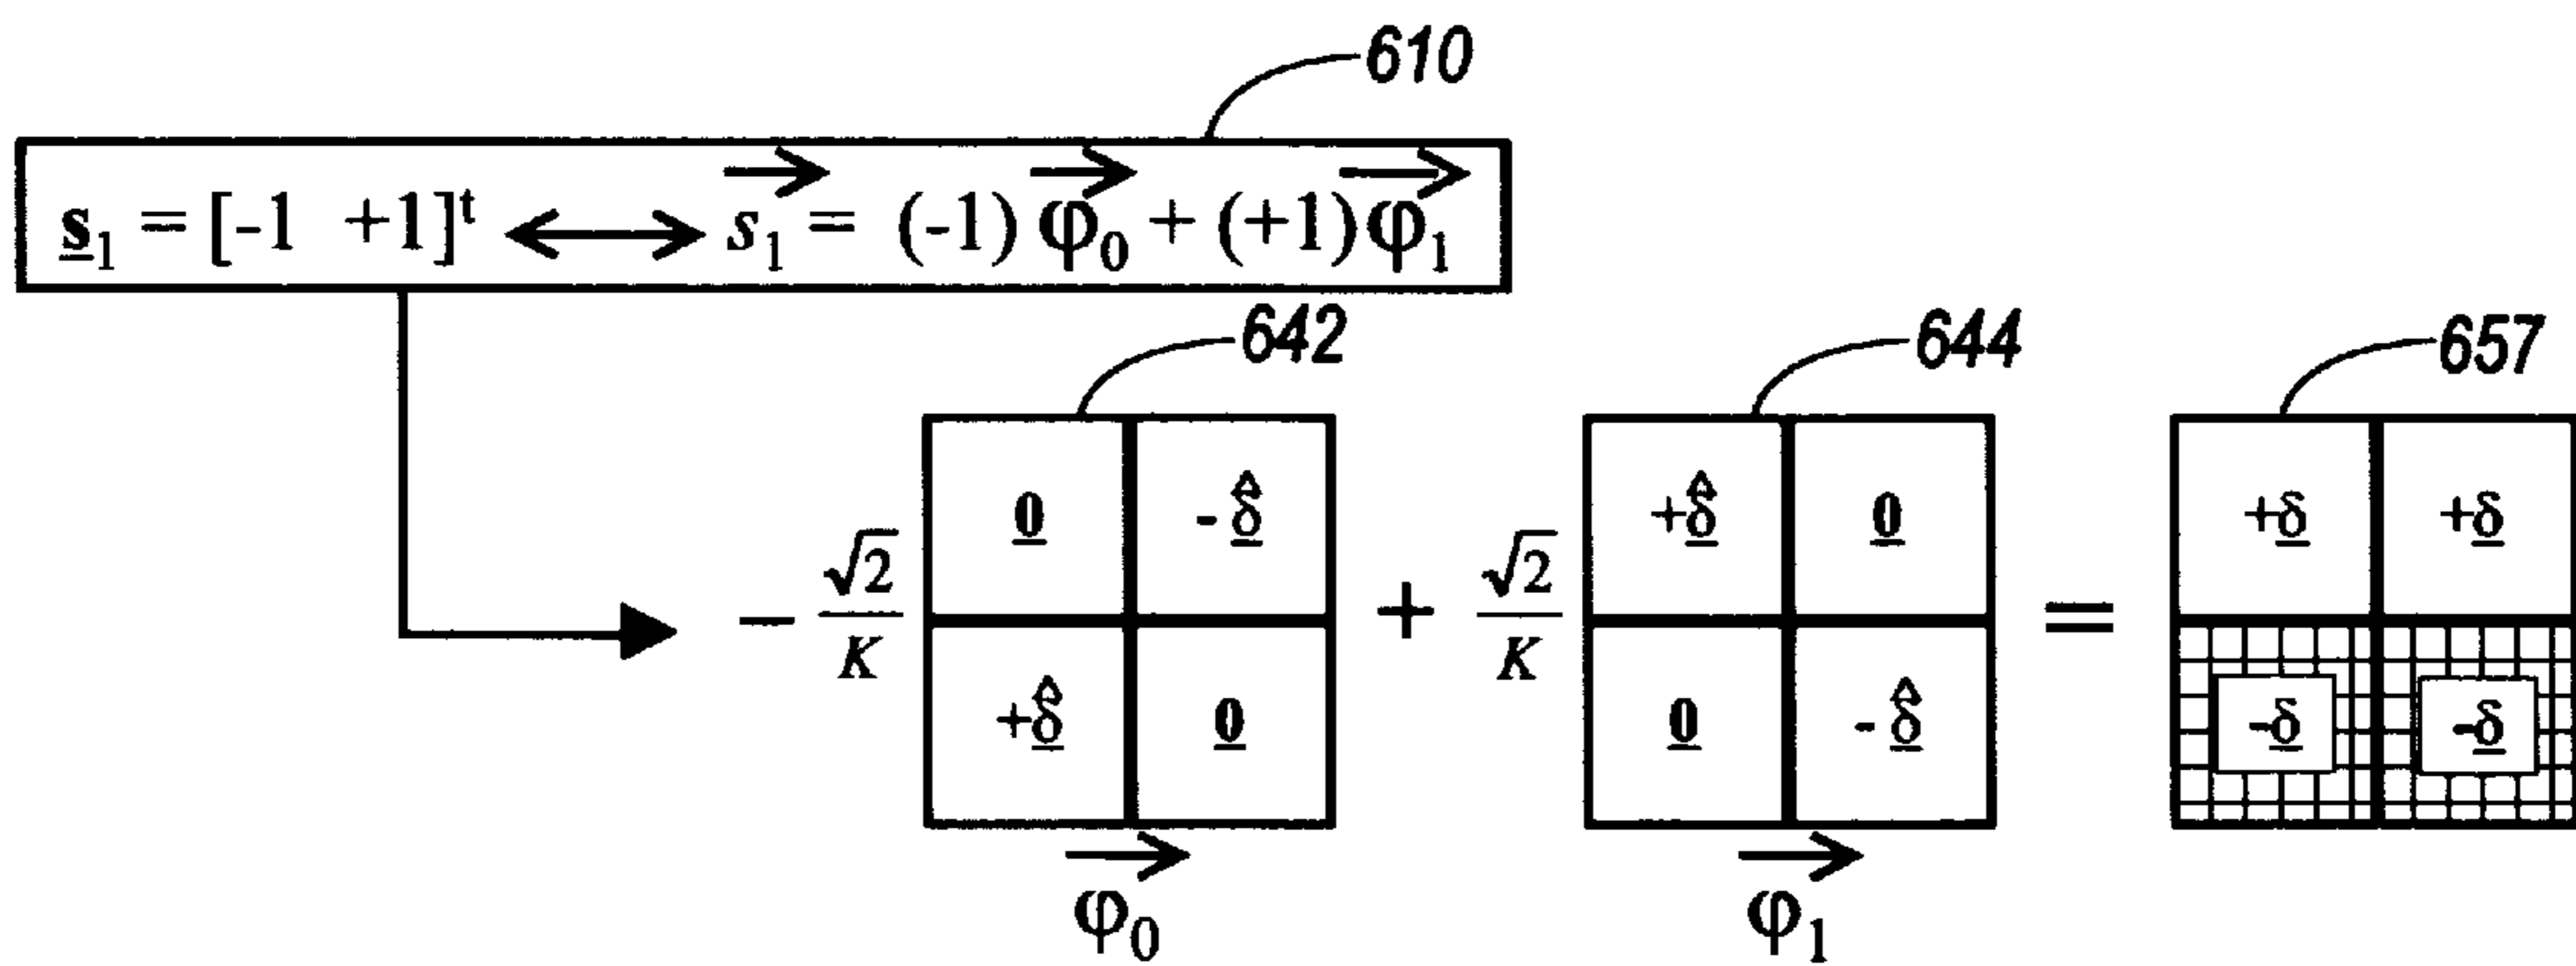 610
s̲₁ = [-1 +1]ᵗ ⟷ s₁⃗ = (-1) φ₀⃗ + (+1) φ₁⃗
642 644 657
0̲ - δ̲̂ +δ̲̂ 0̲ +δ̲ +δ̲
− √2/K + √2/K =
+δ̲̂ 0̲ 0̲ - δ̲̂ -δ̲ -δ̲
φ₀⃗ φ₁⃗